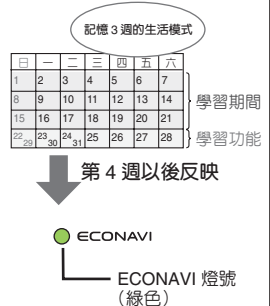 記憶3週的生活模式
日 一 二 三 四 五 六
1 2 3 4 5 6 7
8 9 10 11 12 13 14
學習期間
15 16 17 18 19 20 21
22 29 23 30 24 31 25 26 27 28
學習功能
第 4 週以後反映
ECONAVI
ECONAVI 燈號
（綠色）